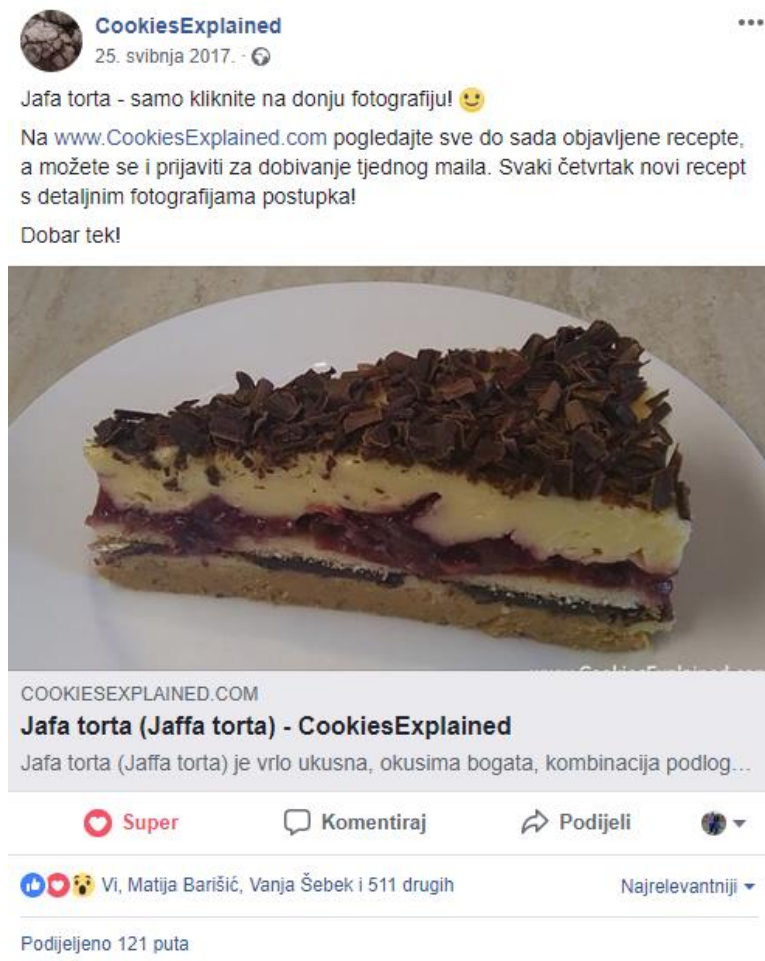 CookiesExplained
25. svibnja 2017. ·
Jafa torta - samo kliknite na donju fotografiju!
Na www.CookiesExplained.com pogledajte sve do sada objavljene recepte,
a možete se i prijaviti za dobivanje tjednog maila. Svaki četvrtak novi recept
s detaljnim fotografijama postupka!
Dobar tek!
COOKIESEXPLAINED.COM
Jafa torta (Jaffa torta) - CookiesExplained
Jafa torta (Jaffa torta) je vrlo ukusna, okusima bogata, kombinacija podlog...
Super Komentiraj Podijeli
Vi, Matija Barišić, Vanja Šebek i 511 drugih Najrelevantniji
Podijeljeno 121 puta